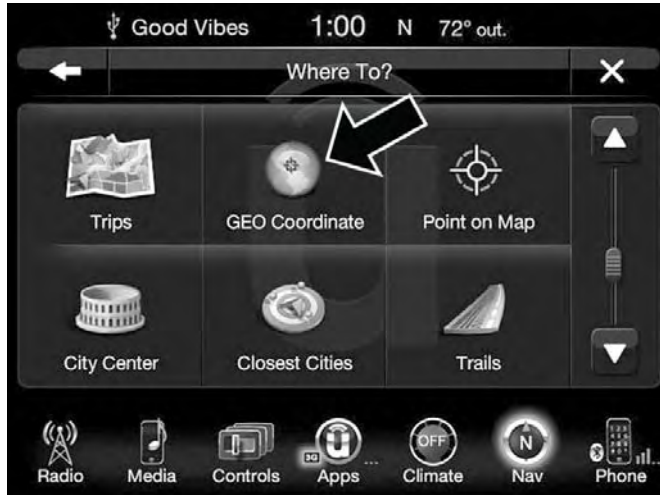 Good Vibes 1:00 N 72° out.
Where To?
Trips GEO Coordinate Point on Map
City Center Closest Cities Trails
OFF N
3G ...
Radio Media Controls Apps Climate Nav Phone